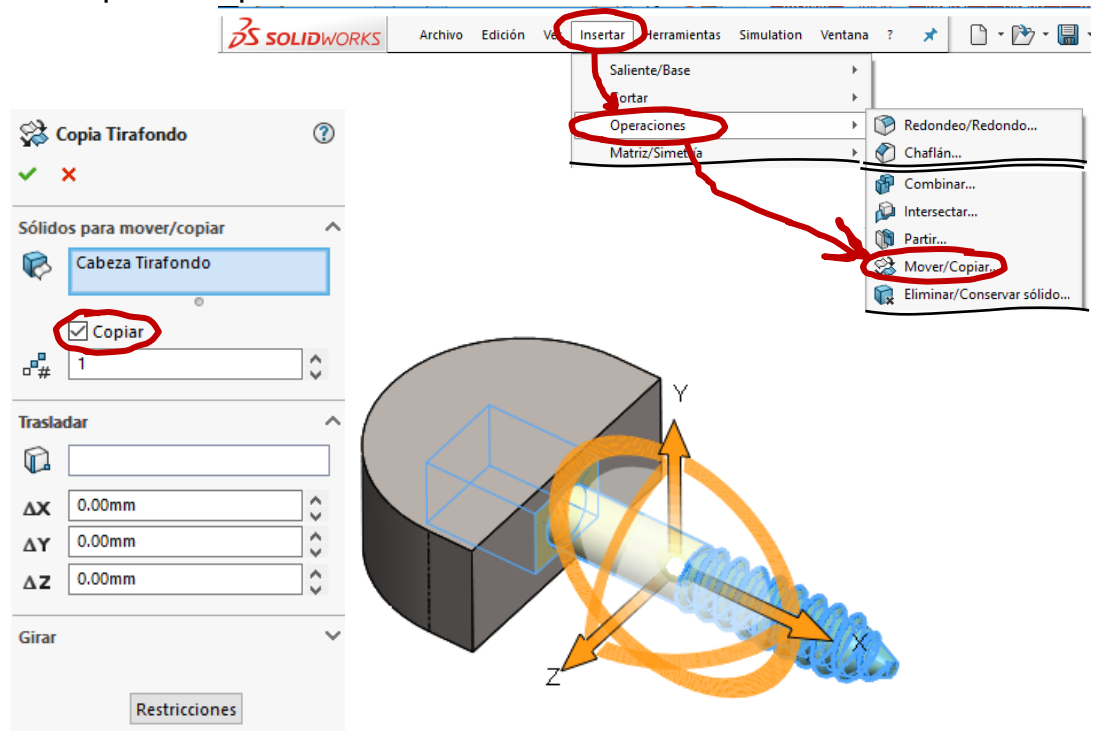 SOLIDWORKS Archivo Edición Ver Insertar Herramientas Simulation Ventana ?
Saliente/Base
Cortar
Operaciones
Matriz/Simetría
Redondeo/Redondo...
Chaflán...
Combinar...
Intersectar...
Partir...
Mover/Copiar...
Eliminar/Conservar sólido...
Copia Tirafondo
Sólidos para mover/copiar
Cabeza Tirafondo
Copiar
# 1
Trasladar
ΔX 0.00mm
ΔY 0.00mm
ΔZ 0.00mm
Girar
Restricciones
Y
X
Z